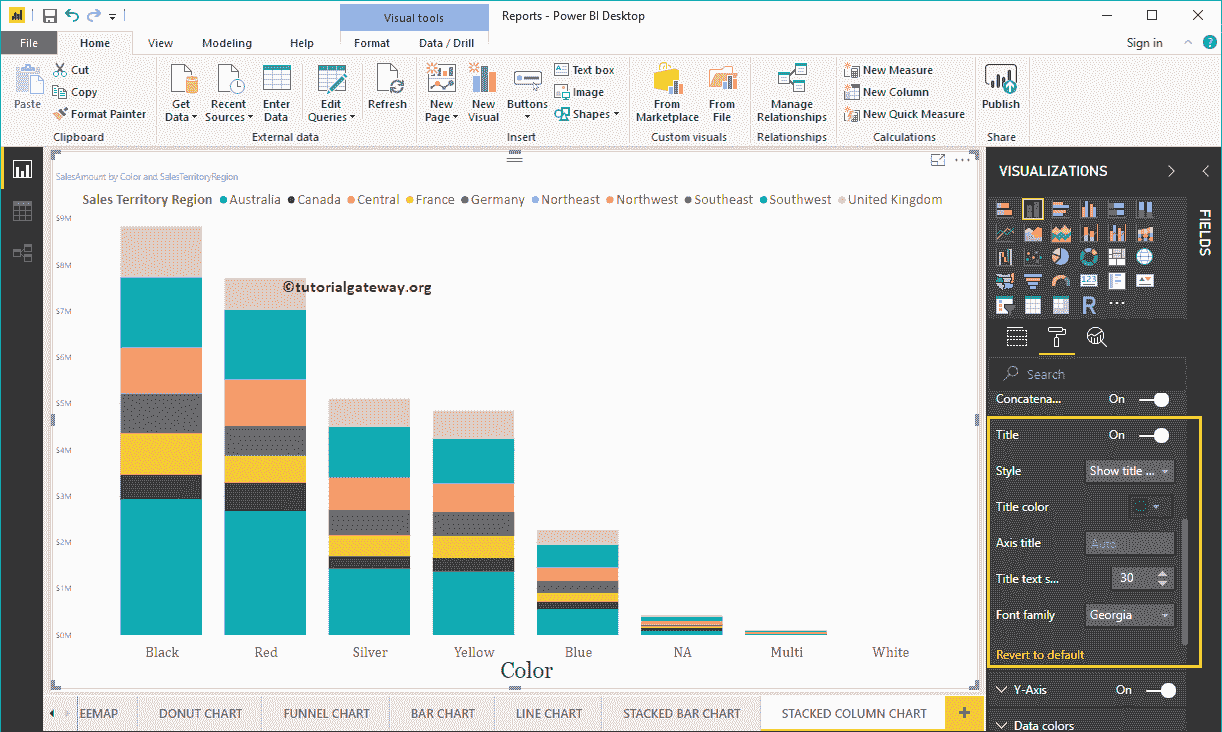 Visual tools
Reports - Power BI Desktop
File
Home
View
Modeling
Help
Format
Data / Drill
Sign in
?
Paste
Cut
Copy
Format Painter
Clipboard
Get Data
Recent Sources
Enter Data
Edit Queries
External data
Refresh
New Page
New Visual
Buttons
Text box
Image
Shapes
Insert
From Marketplace
From File
Custom visuals
Manage Relationships
Relationships
New Measure
New Column
New Quick Measure
Calculations
Publish
Share
SalesAmount by Color and SalesTerritoryRegion
Sales Territory Region Australia Canada Central France Germany Northeast Northwest Southeast Southwest United Kingdom
©tutorialgateway.org
$9M
$8M
$7M
$6M
$5M
$4M
$3M
$2M
$1M
$0M
Black Red Silver Yellow Blue NA Multi White
Color
VISUALIZATIONS
FIELDS
123
R
Search
Concatena... On
Title On
Style Show title ...
Title color
Axis title Auto
Title text s... 30
Font family Georgia
Revert to default
Y-Axis On
Data colors
EEMAP
DONUT CHART
FUNNEL CHART
BAR CHART
LINE CHART
STACKED BAR CHART
STACKED COLUMN CHART
+